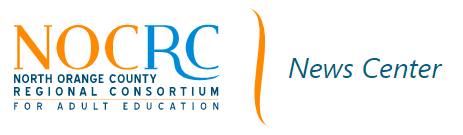 NOCRC
NORTH ORANGE COUNTY
REGIONAL CONSORTIUM
FOR ADULT EDUCATION
News Center